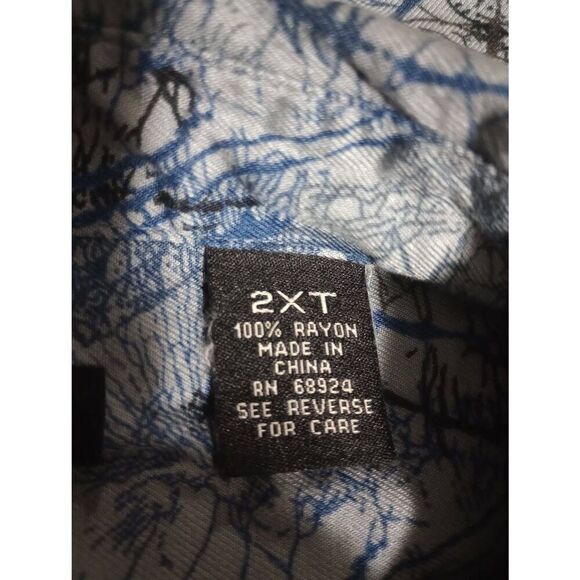 2XT
100% RAYON
MADE IN
CHINA
RN 68924
SEE REVERSE
FOR CARE